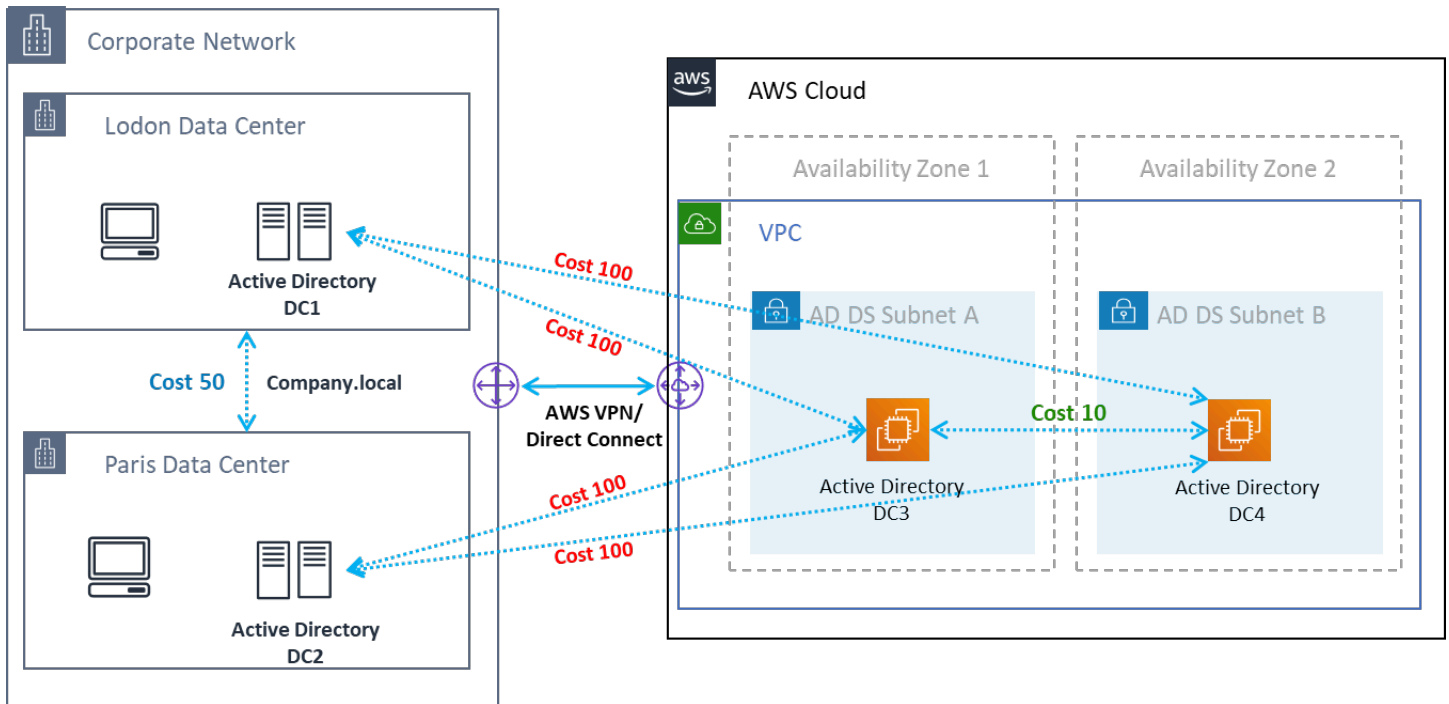 Corporate Network
Lodon Data Center
Active Directory
DC1
Cost 50
Company.local
Paris Data Center
Active Directory
DC2
AWS VPN/
Direct Connect
Cost 100
Cost 100
Cost 100
Cost 100
aws
AWS Cloud
Availability Zone 1
Availability Zone 2
VPC
AD DS Subnet A
AD DS Subnet B
Cost 10
Active Directory
DC3
Active Directory
DC4